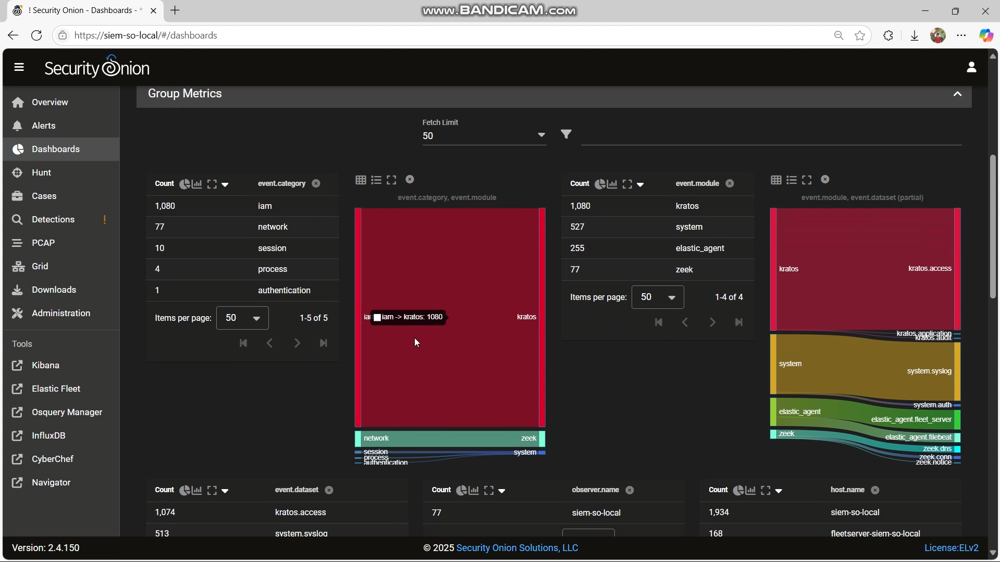 ! Security Onion - Dashboards - *
www.BANDICAM.com
https://siem-so-local/#/dashboards
Security Onion
Overview
Alerts
Dashboards
Hunt
Cases
Detections !
PCAP
Grid
Downloads
Administration
Tools
Kibana
Elastic Fleet
Osquery Manager
InfluxDB
CyberChef
Navigator
Group Metrics
Fetch Limit
50
Count event.category
1,080 iam
77 network
10 session
4 process
1 authentication
Items per page: 50 1-5 of 5
event.category, event.module
iam -> kratos: 1080
kratos
network zeek
session system
process
authentication
Count event.module
1,080 kratos
527 system
255 elastic_agent
77 zeek
Items per page: 50 1-4 of 4
event.module, event.dataset (partial)
kratos kratos.access
kratos.application
kratos.audit
system system.syslog
system.auth
elastic_agent elastic_agent.fleet_server
zeek elastic_agent.filebeat
zeek.dns
zeek.conn
zeek.notice
Count event.dataset
1,074 kratos.access
513 system.syslog
Count observer.name
77 siem-so-local
Count host.name
1,934 siem-so-local
168 fleetserver-siem-so-local
Version: 2.4.150
© 2025 Security Onion Solutions, LLC
License:ELv2